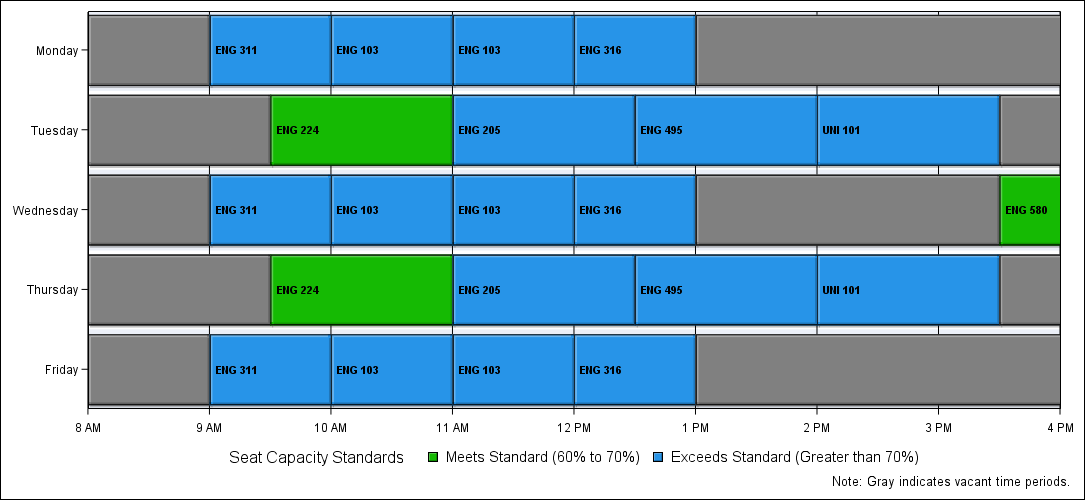 Monday ENG 311 ENG 103 ENG 103 ENG 316
Tuesday ENG 224 ENG 205 ENG 495 UNI 101
Wednesday ENG 311 ENG 103 ENG 103 ENG 316 ENG 580
Thursday ENG 224 ENG 205 ENG 495 UNI 101
Friday ENG 311 ENG 103 ENG 103 ENG 316
8 AM 9 AM 10 AM 11 AM 12 PM 1 PM 2 PM 3 PM 4 PM
Seat Capacity Standards Meets Standard (60% to 70%) Exceeds Standard (Greater than 70%)
Note: Gray indicates vacant time periods.